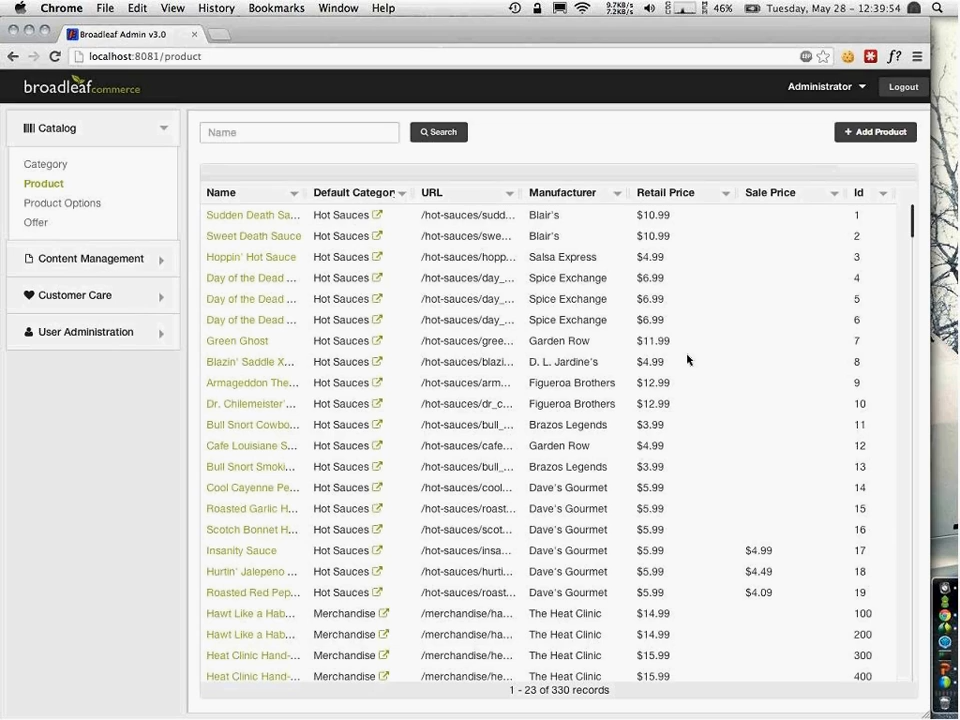 Chrome File Edit View History Bookmarks Window Help 9.7KB/s 7.2KB/s 46% Tuesday, May 28 - 12:39:54
Broadleaf Admin v3.0
localhost:8081/product f?
broadleafcommerce Administrator Logout
Catalog Name Search + Add Product
Category
Product
Product Options
Offer
Content Management
Customer Care
User Administration
Name Default Categor URL Manufacturer Retail Price Sale Price Id
Sudden Death Sa... Hot Sauces /hot-sauces/sudd... Blair's $10.99 1
Sweet Death Sauce Hot Sauces /hot-sauces/swe... Blair's $10.99 2
Hoppin' Hot Sauce Hot Sauces /hot-sauces/hopp... Salsa Express $4.99 3
Day of the Dead ... Hot Sauces /hot-sauces/day_... Spice Exchange $6.99 4
Day of the Dead ... Hot Sauces /hot-sauces/day_... Spice Exchange $6.99 5
Day of the Dead ... Hot Sauces /hot-sauces/day_... Spice Exchange $6.99 6
Green Ghost Hot Sauces /hot-sauces/gree... Garden Row $11.99 7
Blazin' Saddle X... Hot Sauces /hot-sauces/blazi... D. L. Jardine's $4.99 8
Armageddon The... Hot Sauces /hot-sauces/arm... Figueroa Brothers $12.99 9
Dr. Chilemeister'... Hot Sauces /hot-sauces/dr_c... Figueroa Brothers $12.99 10
Bull Snort Cowbo... Hot Sauces /hot-sauces/bull_... Brazos Legends $3.99 11
Cafe Louisiane S... Hot Sauces /hot-sauces/cafe... Garden Row $4.99 12
Bull Snort Smoki... Hot Sauces /hot-sauces/bull_... Brazos Legends $3.99 13
Cool Cayenne Pe... Hot Sauces /hot-sauces/cool... Dave's Gourmet $5.99 14
Roasted Garlic H... Hot Sauces /hot-sauces/roast... Dave's Gourmet $5.99 15
Scotch Bonnet H... Hot Sauces /hot-sauces/scot... Dave's Gourmet $5.99 16
Insanity Sauce Hot Sauces /hot-sauces/insa... Dave's Gourmet $5.99 $4.99 17
Hurtin' Jalepeno ... Hot Sauces /hot-sauces/hurti... Dave's Gourmet $5.99 $4.49 18
Roasted Red Pep... Hot Sauces /hot-sauces/roast... Dave's Gourmet $5.99 $4.09 19
Hawt Like a Hab... Merchandise /merchandise/ha... The Heat Clinic $14.99 100
Hawt Like a Hab... Merchandise /merchandise/ha... The Heat Clinic $14.99 200
Heat Clinic Hand-... Merchandise /merchandise/he... The Heat Clinic $15.99 300
Heat Clinic Hand-... Merchandise /merchandise/he... The Heat Clinic $15.99 400
1 - 23 of 330 records